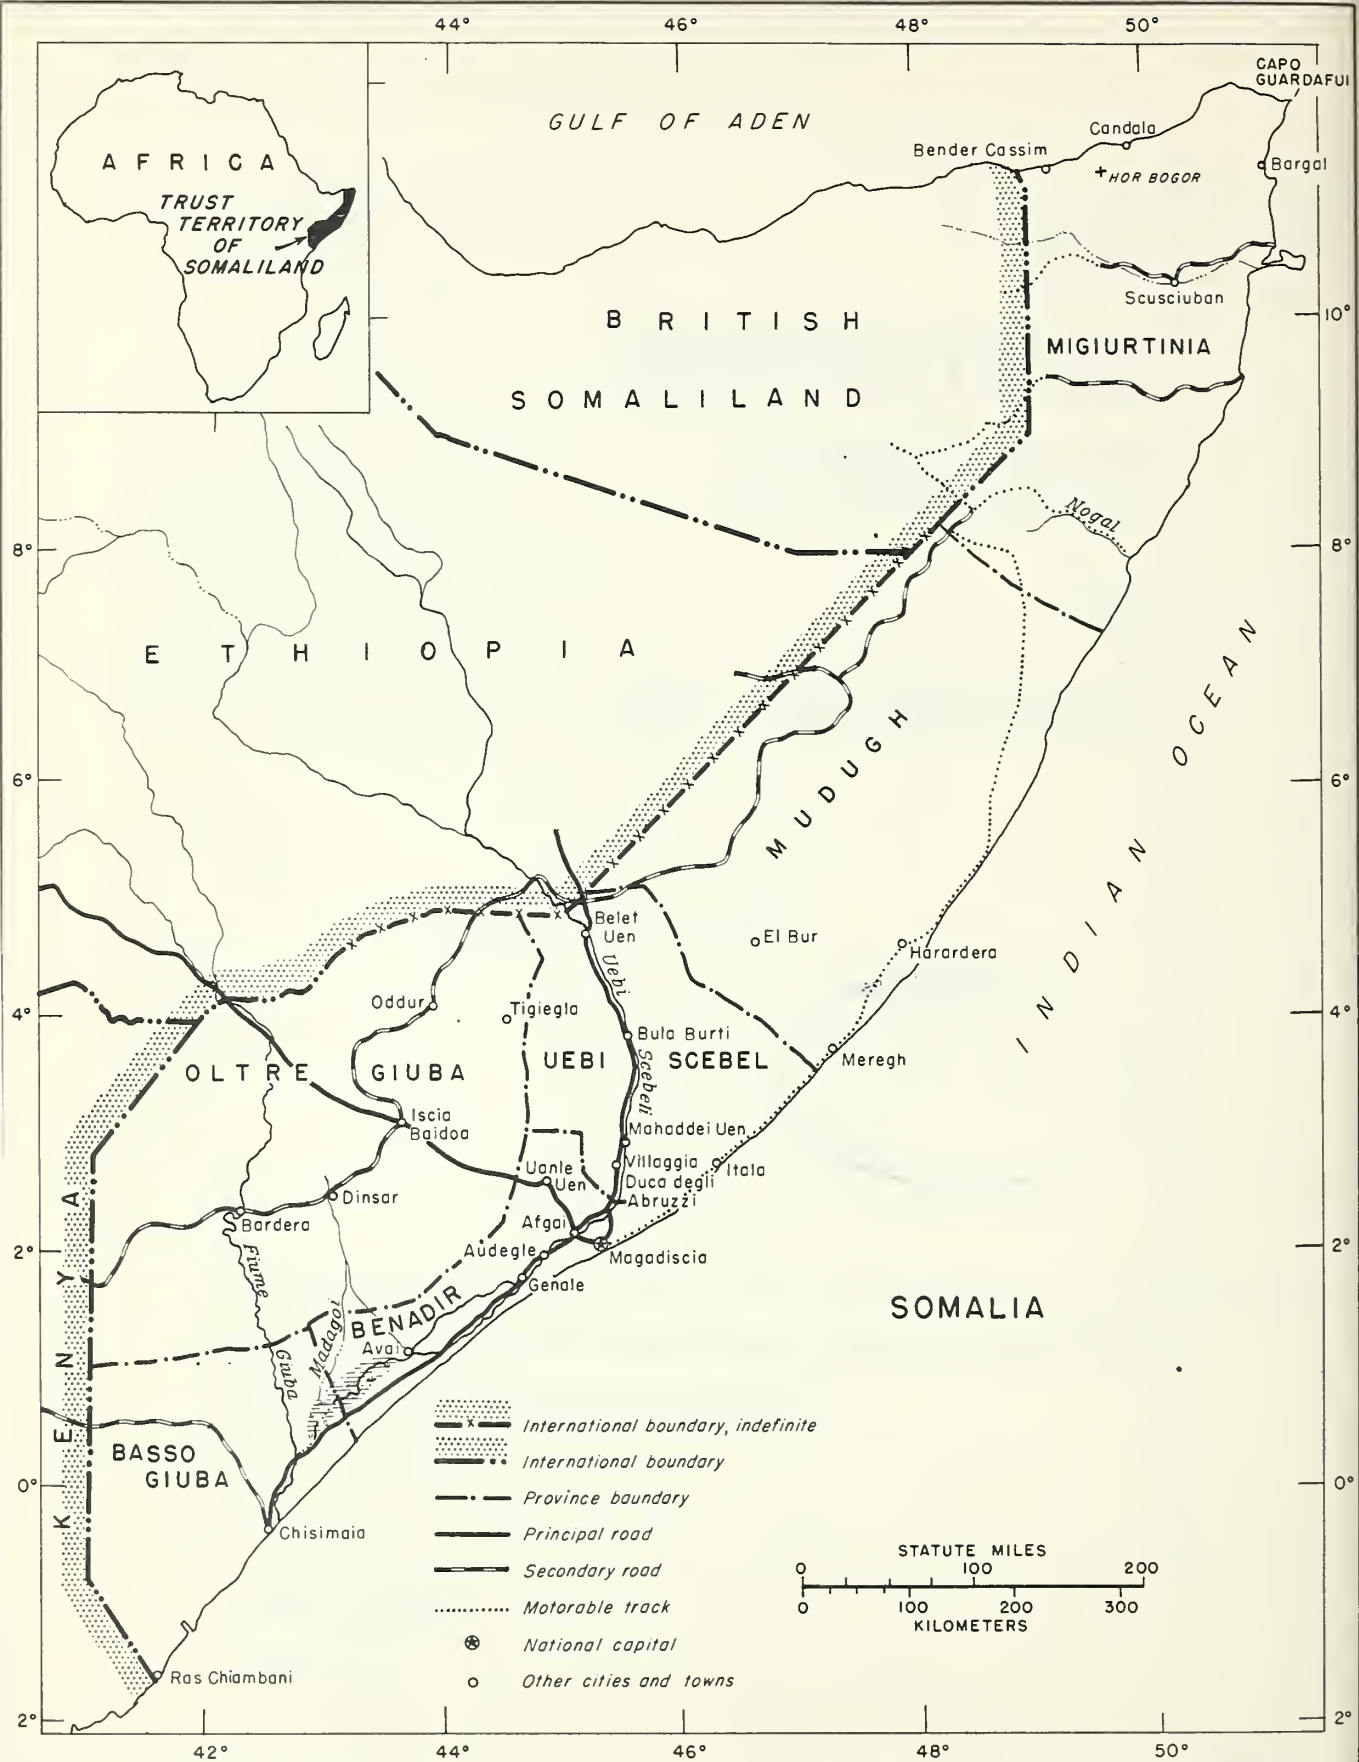 44°
46°
48°
50°
CAPO
GUARDAFUI
GULF OF ADEN
Candala
Bender Cassim
HOR BOGOR
Bargal
AFRICA
TRUST
TERRITORY
OF
SOMALILAND
Scusciuban
10°
BRITISH
MIGIURTINIA
SOMALILAND
Nogal
8°
8°
ETHIOPIA
INDIAN OCEAN
MUDUGH
6°
6°
Belet
Uen
El Bur
Harardera
Uebi
Oddur
Tigiegla
4°
4°
Bulo Burti
Scebeli
Meregh
OLTRE GIUBA
UEBI SCEBEL
Iscia
Baidoa
Mahaddei Uen
Villaggio
Duca degli
Abruzzi
Itala
Uanle
Uen
Dinsor
Bardera
Afgoi
Audegle
Magadiscio
2°
2°
Genale
KENYA
Fiume
Giuba
Madagoi
BENADIR
Avai
SOMALIA
BASSO
GIUBA
0°
0°
Chisimaia
International boundary, indefinite
International boundary
Province boundary
Principal road
Secondary road
Motorable track
National capital
Other cities and towns
STATUTE MILES
0 100 200
0 100 200 300
KILOMETERS
Ras Chiamboni
2°
2°
42°
44°
46°
48°
50°